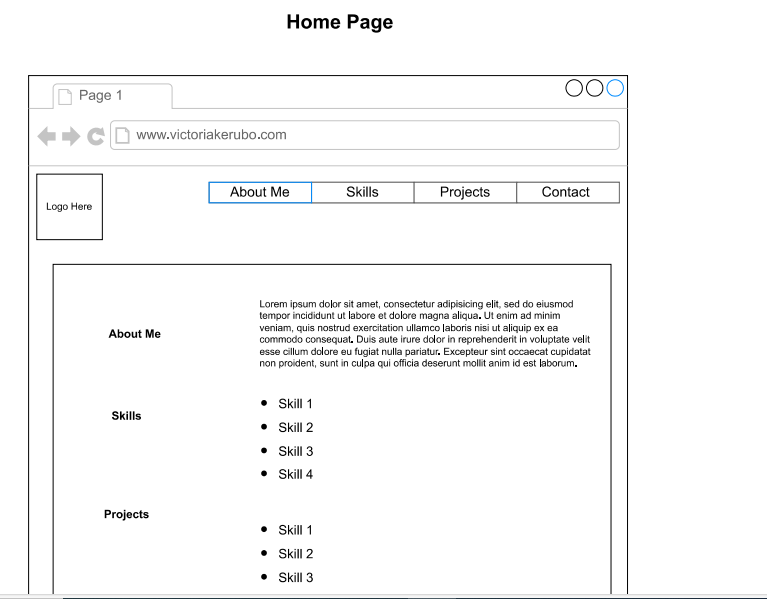 Home Page
Page 1
www.victoriakerubo.com
Logo Here
About Me
Skills
Projects
Contact
About Me
Lorem ipsum dolor sit amet, consectetur adipisicing elit, sed do eiusmod
tempor incididunt ut labore et dolore magna aliqua. Ut enim ad minim
veniam, quis nostrud exercitation ullamco laboris nisi ut aliquip ex ea
commodo consequat. Duis aute irure dolor in reprehenderit in voluptate velit
esse cillum dolore eu fugiat nulla pariatur. Excepteur sint occaecat cupidatat
non proident, sunt in culpa qui officia deserunt mollit anim id est laborum.
Skills
Skill 1
Skill 2
Skill 3
Skill 4
Projects
Skill 1
Skill 2
Skill 3